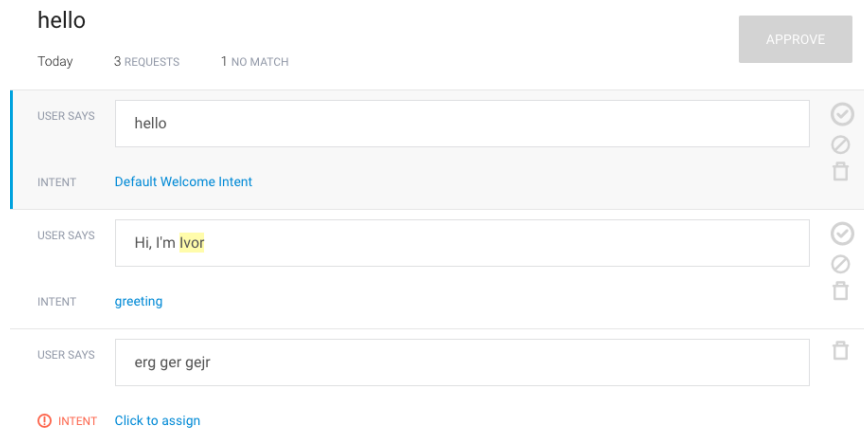 hello
APPROVE
Today 3 REQUESTS 1 NO MATCH
USER SAYS hello
INTENT Default Welcome Intent
USER SAYS Hi, I'm Ivor
INTENT greeting
USER SAYS erg ger gejr
INTENT Click to assign